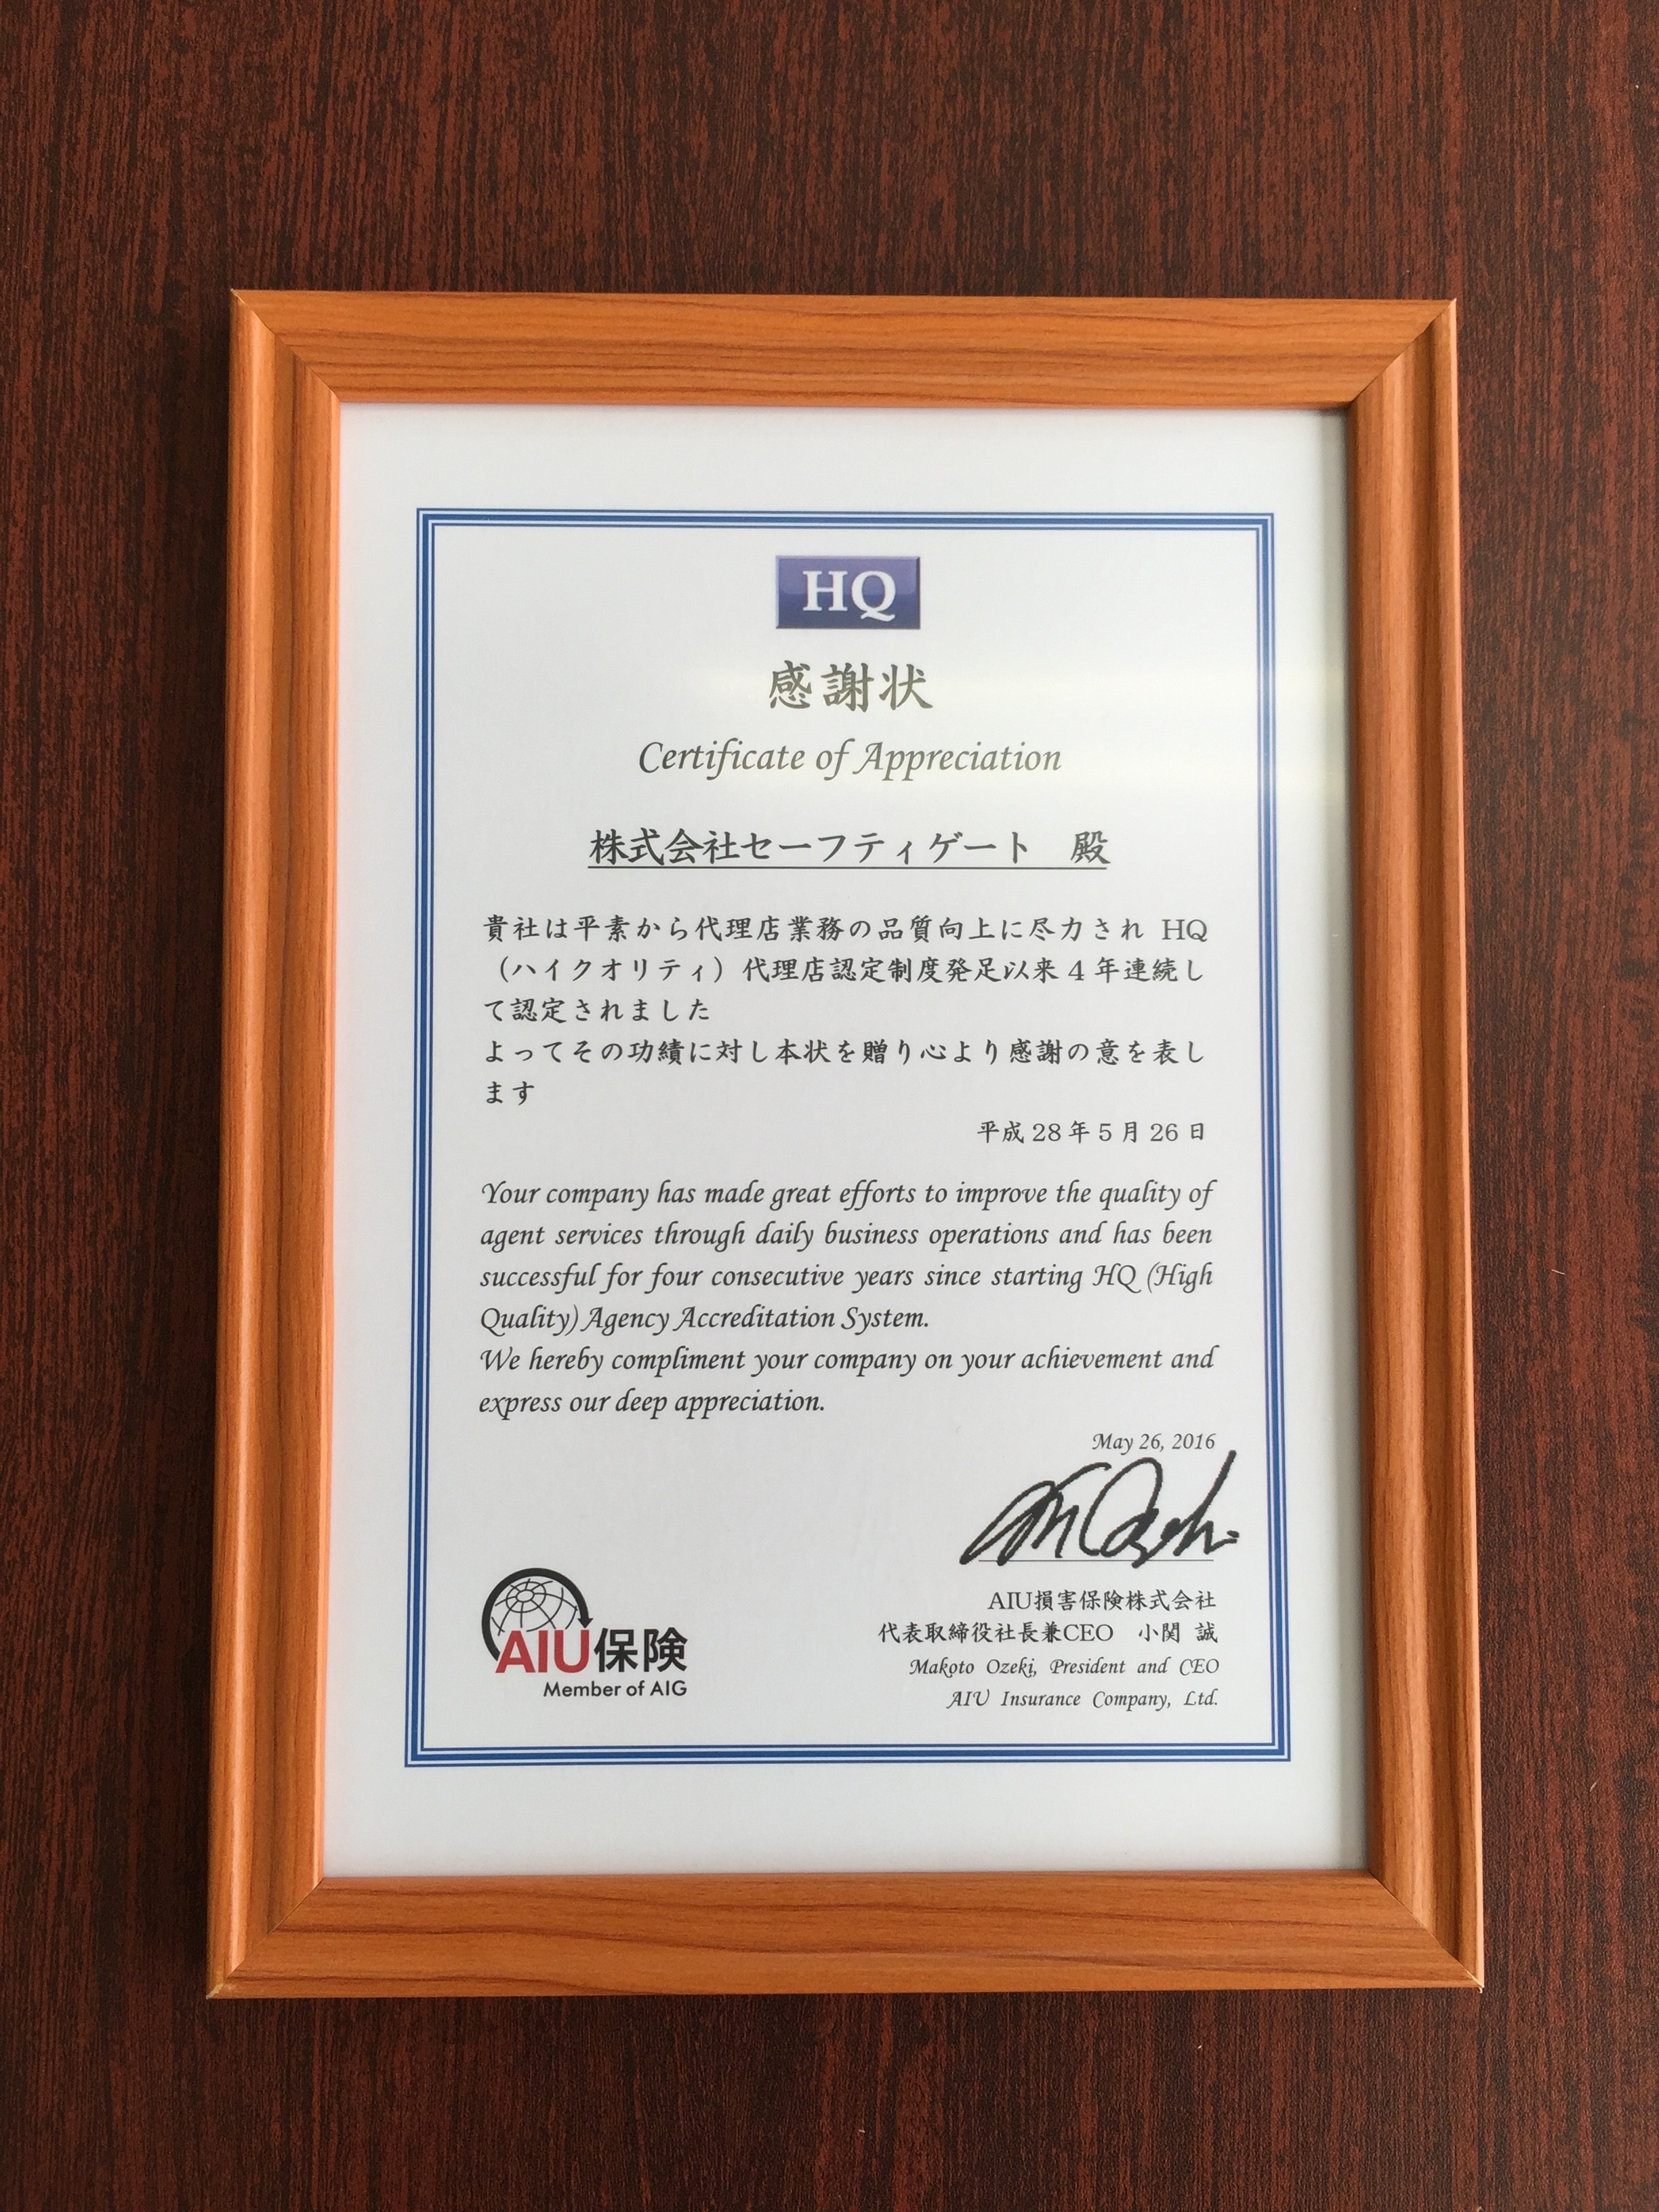 HQ
感謝状
Certificate of Appreciation
株式会社セーフティゲート　殿
貴社は平素から代理店業務の品質向上に尽力され HQ
（ハイクオリティ）代理店認定制度発足以来 4 年連続し
て認定されました
よってその功績に対し本状を贈り心より感謝の意を表し
ます
平成 28 年 5 月 26 日
Your company has made great efforts to improve the quality of
agent services through daily business operations and has been
successful for four consecutive years since starting HQ (High
Quality) Agency Accreditation System.
We hereby compliment your company on your achievement and
express our deep appreciation.
May 26, 2016
AIU損害保険株式会社
代表取締役社長兼CEO　小関 誠
Makoto Ozeki, President and CEO
AIU Insurance Company, Ltd.
AIU保険
Member of AIG